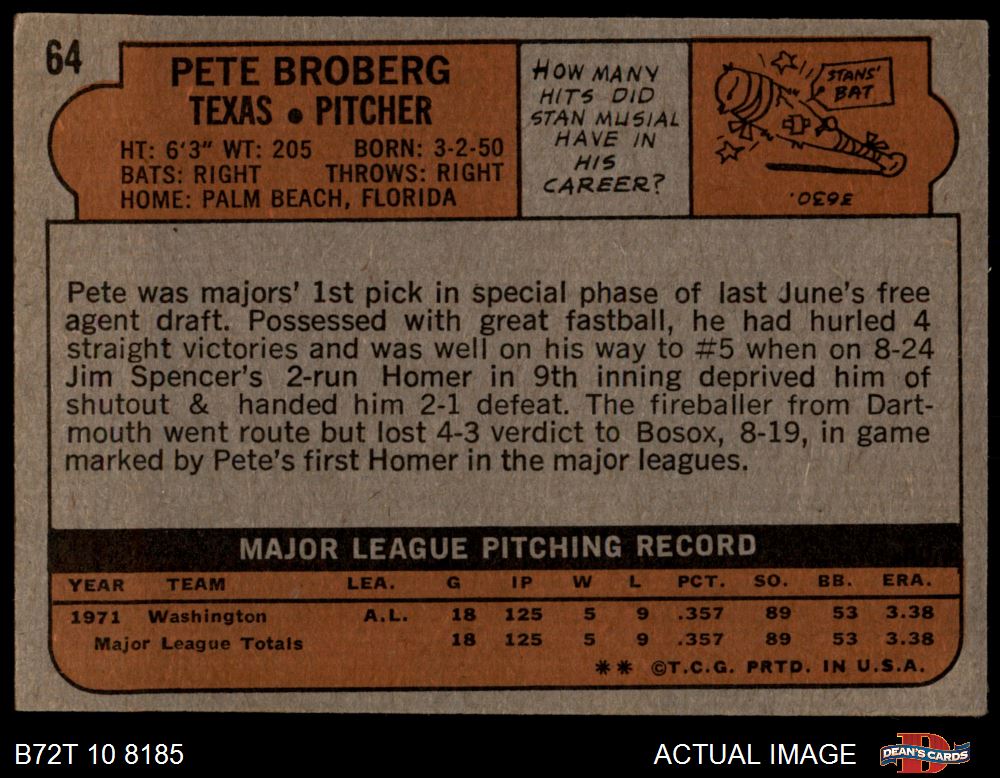 64
PETE BROBERG
TEXAS • PITCHER
HT: 6'3" WT: 205 BORN: 3-2-50
BATS: RIGHT THROWS: RIGHT
HOME: PALM BEACH, FLORIDA
HOW MANY
HITS DID
STAN MUSIAL
HAVE IN
HIS
CAREER?
STANS'
BAT
3630.
Pete was majors' 1st pick in special phase of last June's free
agent draft. Possessed with great fastball, he had hurled 4
straight victories and was well on his way to #5 when on 8-24
Jim Spencer's 2-run Homer in 9th inning deprived him of
shutout & handed him 2-1 defeat. The fireballer from Dart-
mouth went route but lost 4-3 verdict to Bosox, 8-19, in game
marked by Pete's first Homer in the major leagues.
MAJOR LEAGUE PITCHING RECORD
YEAR TEAM LEA. G IP W L PCT. SO. BB. ERA.
1971 Washington A.L. 18 125 5 9 .357 89 53 3.38
Major League Totals 18 125 5 9 .357 89 53 3.38
** ©T.C.G. PRTD. IN U.S.A.
B72T 10 8185
ACTUAL IMAGE
D
DEAN'S CARDS